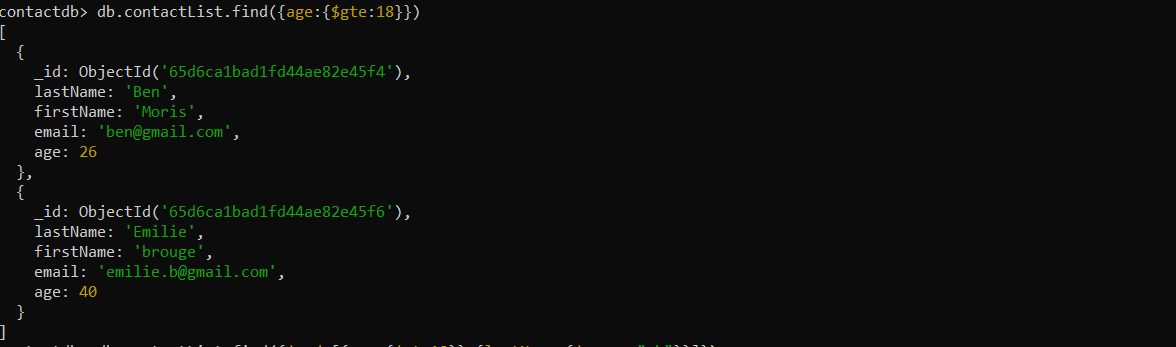 contactdb> db.contactList.find({age:{$gte:18}})
[
  {
    _id: ObjectId('65d6ca1bad1fd44ae82e45f4'),
    lastName: 'Ben',
    firstName: 'Moris',
    email: 'ben@gmail.com',
    age: 26
  },
  {
    _id: ObjectId('65d6ca1bad1fd44ae82e45f6'),
    lastName: 'Emilie',
    firstName: 'brouge',
    email: 'emilie.b@gmail.com',
    age: 40
  }
]